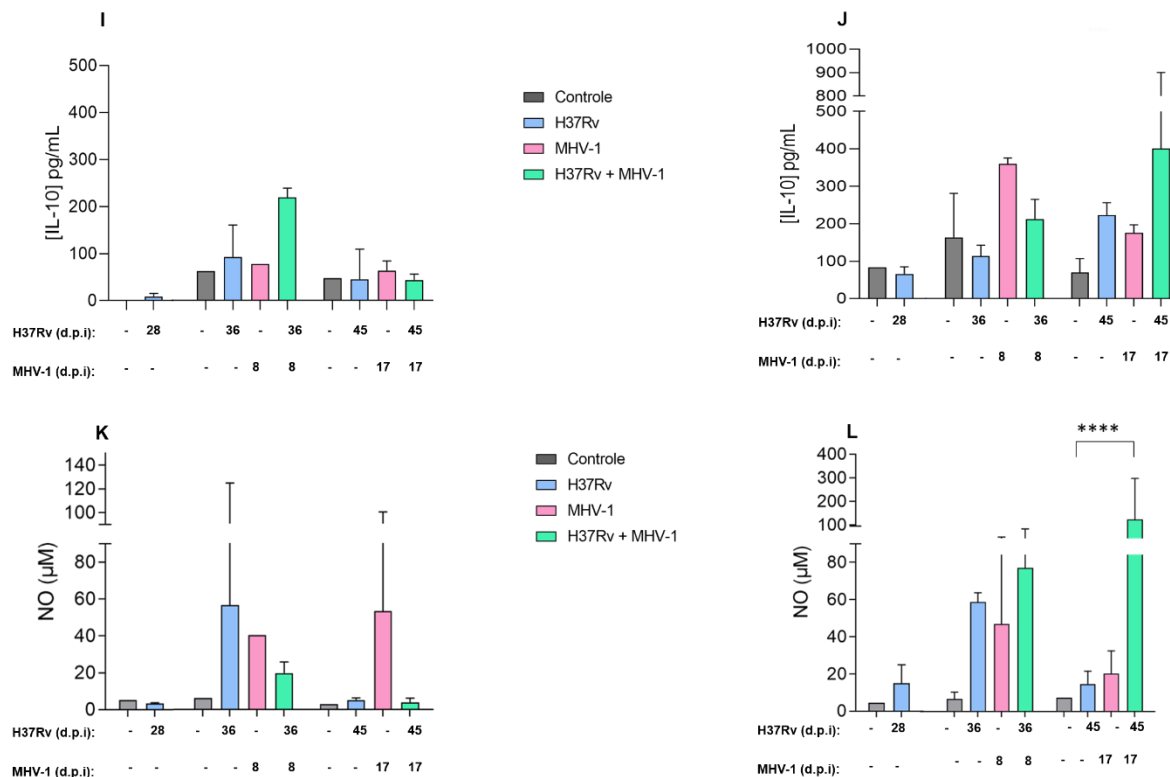 I
[IL-10] pg/mL
500
400
300
200
100
0
H37Rv (d.p.i): - 28 - 36 - 36 - 45 - 45
MHV-1 (d.p.i): - - - - 8 8 - - 17 17
Controle
H37Rv
MHV-1
H37Rv + MHV-1
J
[IL-10] pg/mL
1000
900
800
500
400
300
200
100
0
H37Rv (d.p.i): - 28 - 36 - 36 - 45 - 45
MHV-1 (d.p.i): - - - - 8 8 - - 17 17
K
NO (µM)
140
120
100
80
60
40
20
0
H37Rv (d.p.i): - 28 - 36 - 36 - 45 - 45
MHV-1 (d.p.i): - - - - 8 8 - - 17 17
Controle
H37Rv
MHV-1
H37Rv + MHV-1
L
****
NO (µM)
400
300
200
100
80
60
40
20
0
H37Rv (d.p.i): - 28 - 36 - 36 - 45 - 45
MHV-1 (d.p.i): - - - - 8 8 - - 17 17